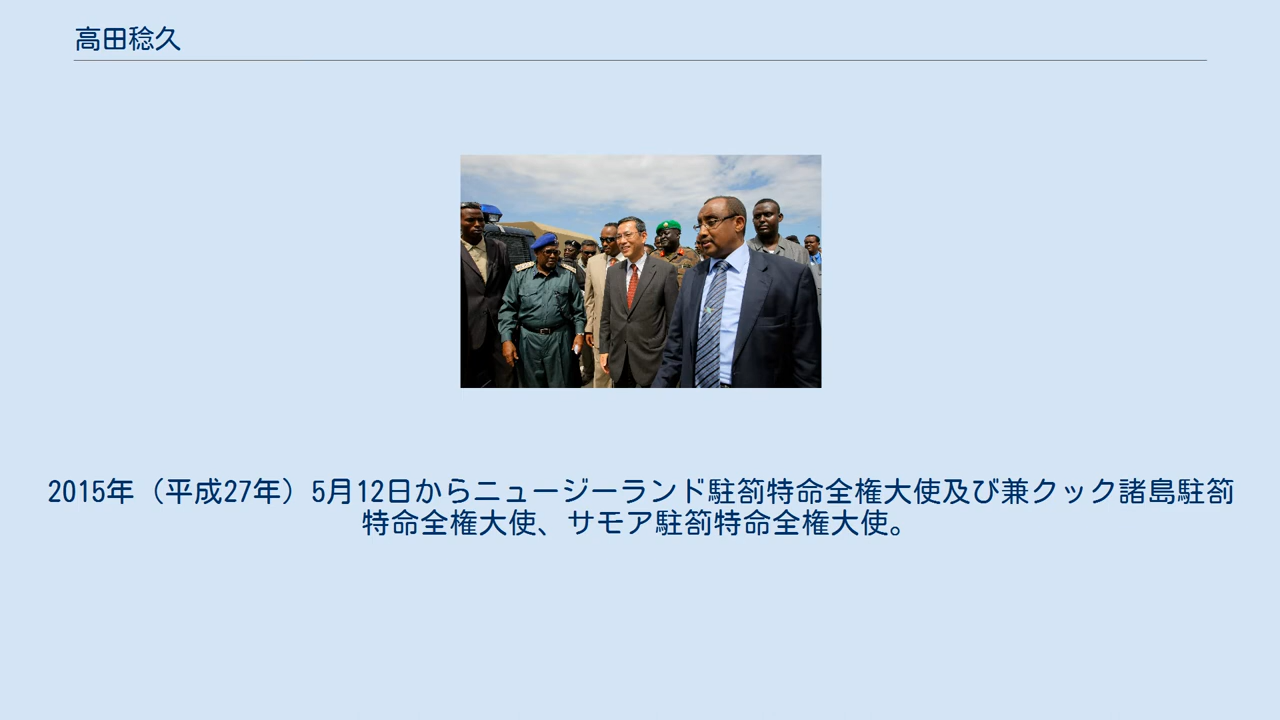 高田稔久
2015年（平成27年）5月12日からニュージーランド駐箚特命全権大使及び兼クック諸島駐箚
特命全権大使、サモア駐箚特命全権大使。